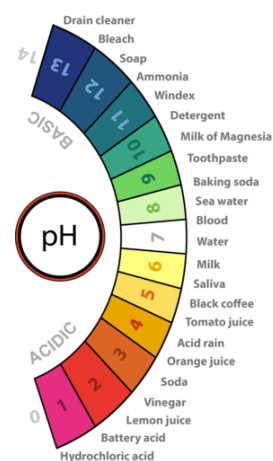 Drain cleaner
14
Bleach
13
Soap
12
Ammonia
BASIC
Windex
11
Detergent
10
Milk of Magnesia
Toothpaste
9
Baking soda
8
Sea water
Blood
pH
7
Water
6
Milk
Saliva
5
Black coffee
4
Tomato juice
ACIDIC
Acid rain
3
Orange juice
2
Soda
1
Vinegar
0
Lemon juice
Battery acid
Hydrochloric acid